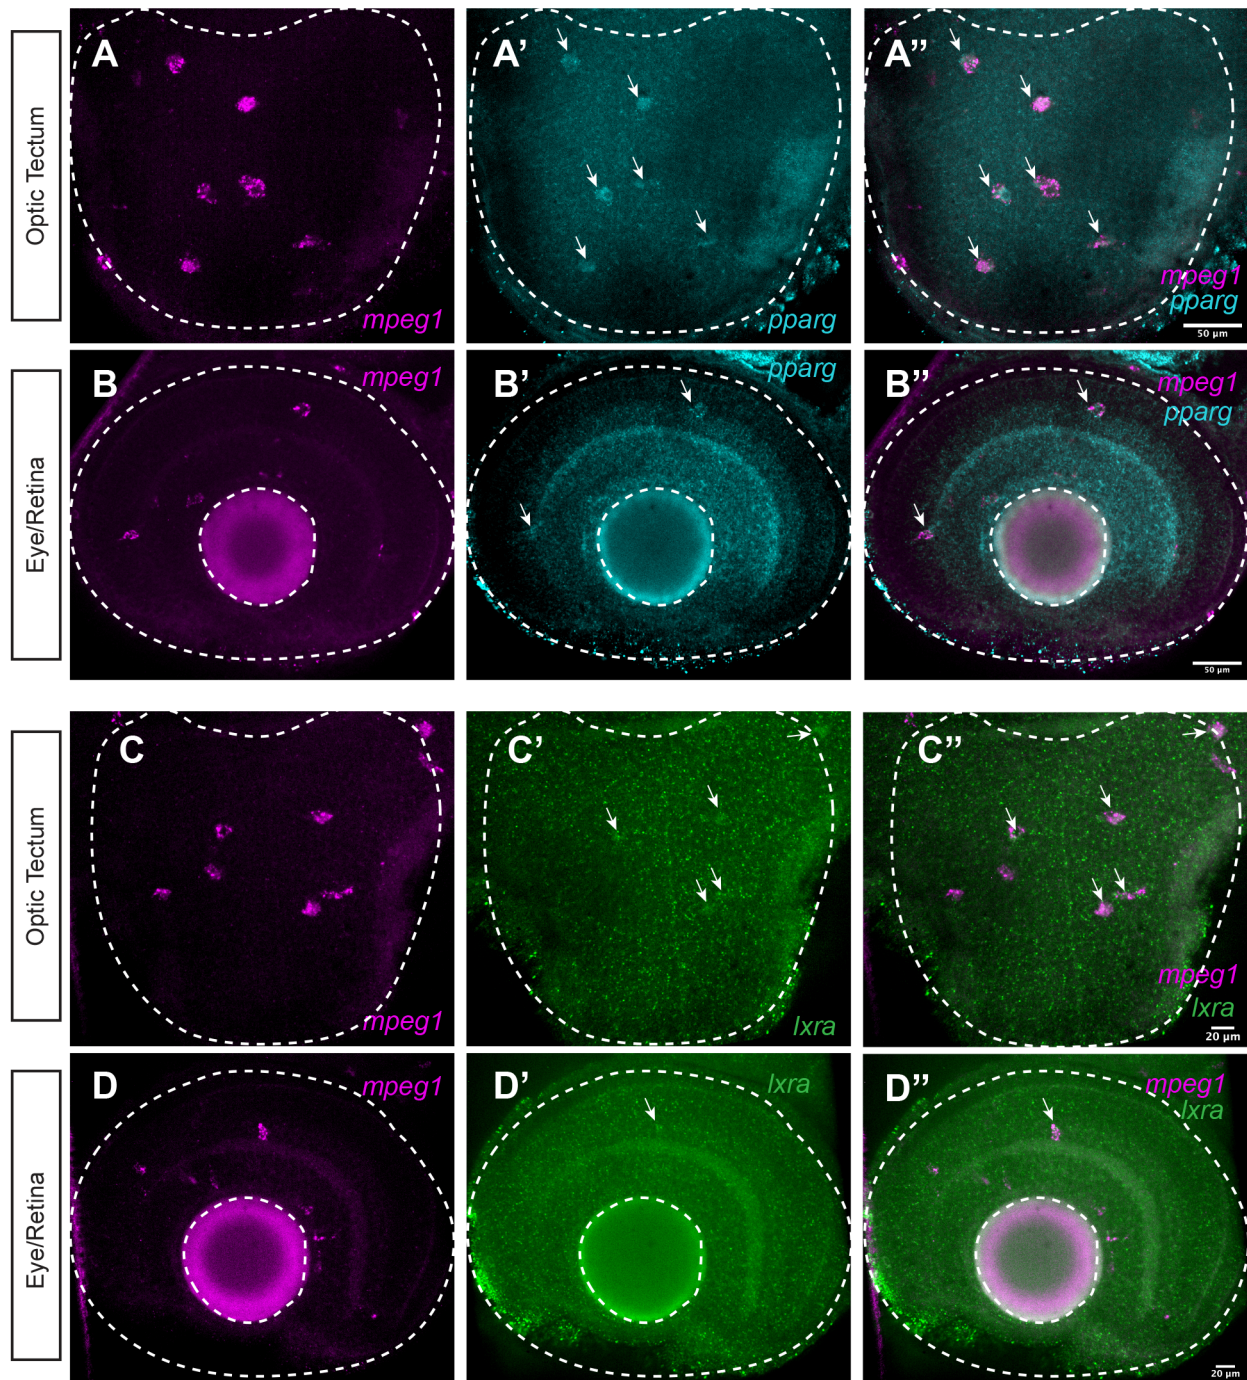 Optic Tectum
A
mpeg1
A'
pparg
A"
mpeg1
pparg
50 µm
Eye/Retina
B
mpeg1
B'
pparg
B"
mpeg1
pparg
50 µm
Optic Tectum
C
mpeg1
C'
lxra
C"
mpeg1
lxra
20 µm
Eye/Retina
D
mpeg1
D'
lxra
D"
mpeg1
lxra
20 µm